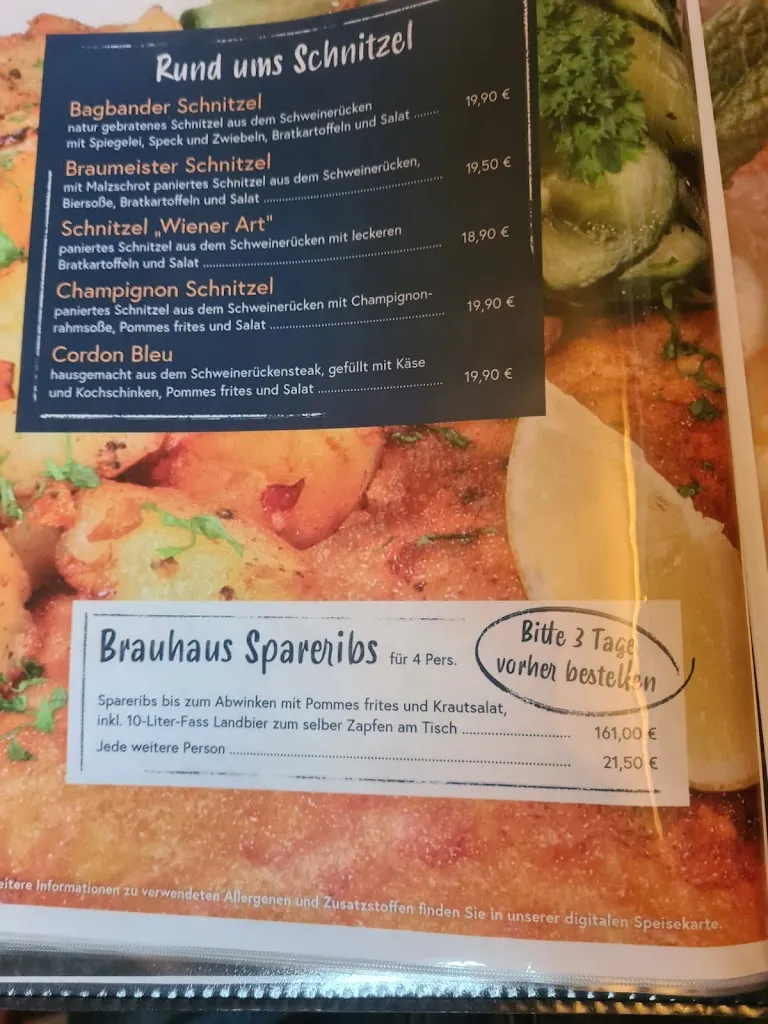 Rund ums Schnitzel
Bagbander Schnitzel
natur gebratenes Schnitzel aus dem Schweinerücken
mit Spiegelei, Speck und Zwiebeln, Bratkartoffeln und Salat ........ 19,90 €
Braumeister Schnitzel
mit Malzschrot paniertes Schnitzel aus dem Schweinerücken,
Biersoße, Bratkartoffeln und Salat ........ 19,50 €
Schnitzel „Wiener Art"
paniertes Schnitzel aus dem Schweinerücken mit leckeren
Bratkartoffeln und Salat ........ 18,90 €
Champignon Schnitzel
paniertes Schnitzel aus dem Schweinerücken mit Champignon-
rahmsoße, Pommes frites und Salat ........ 19,90 €
Cordon Bleu
hausgemacht aus dem Schweinerückensteak, gefüllt mit Käse
und Kochschinken, Pommes frites und Salat ........ 19,90 €
Brauhaus Spareribs für 4 Pers.
Bitte 3 Tage
vorher bestellen
Spareribs bis zum Abwinken mit Pommes frites und Krautsalat,
inkl. 10-Liter-Fass Landbier zum selber Zapfen am Tisch ........ 161,00 €
Jede weitere Person ........ 21,50 €
eitere Informationen zu verwendeten Allergenen und Zusatzstoffen finden Sie in unserer digitalen Speisekarte.